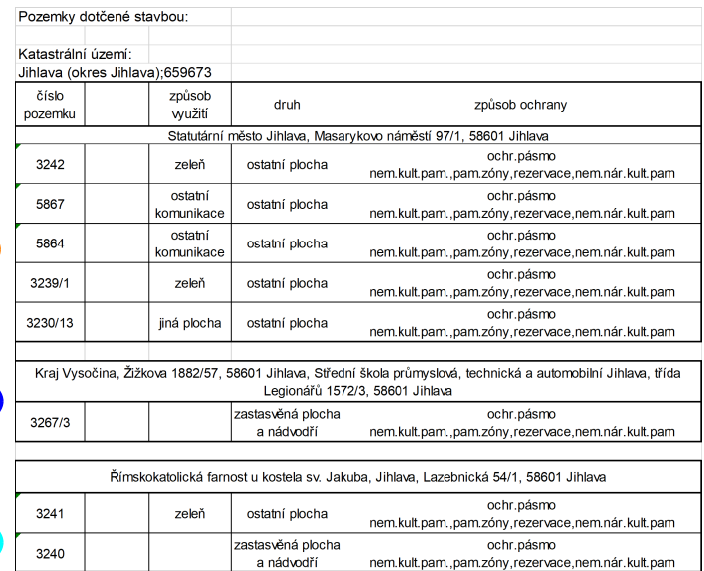 Pozemky dotčené stavbou:
Katastrální území:
Jihlava (okres Jihlava);659673
číslo pozemku způsob využití druh způsob ochrany
Statutární město Jihlava, Masarykovo náměstí 97/1, 58601 Jihlava
3242 zeleň ostatní plocha ochr.pásmo nem.kult.pam.,pam.zóny,rezervace,nem.nár.kult.pam
5867 ostatní komunikace ostatní plocha ochr.pásmo nem.kult.pam.,pam.zóny,rezervace,nem.nár.kult.pam
5864 ostatní komunikace ostatní plocha ochr.pásmo nem.kult.pam.,pam.zóny,rezervace,nem.nár.kult.pam
3239/1 zeleň ostatní plocha ochr.pásmo nem.kult.pam.,pam.zóny,rezervace,nem.nár.kult.pam
3230/13 jiná plocha ostatní plocha ochr.pásmo nem.kult.pam.,pam.zóny,rezervace,nem.nár.kult.pam
Kraj Vysočina, Žižkova 1882/57, 58601 Jihlava, Střední škola průmyslová, technická a automobilní Jihlava, třída
Legionářů 1572/3, 58601 Jihlava
3267/3 zastasvěná plocha a nádvodří ochr.pásmo nem.kult.pam.,pam.zóny,rezervace,nem.nár.kult.pam
Římskokatolická farnost u kostela sv. Jakuba, Jihlava, Lazebnická 54/1, 58601 Jihlava
3241 zeleň ostatní plocha ochr.pásmo nem.kult.pam.,pam.zóny,rezervace,nem.nár.kult.pam
3240 zastasvěná plocha a nádvodří ochr.pásmo nem.kult.pam.,pam.zóny,rezervace,nem.nár.kult.pam